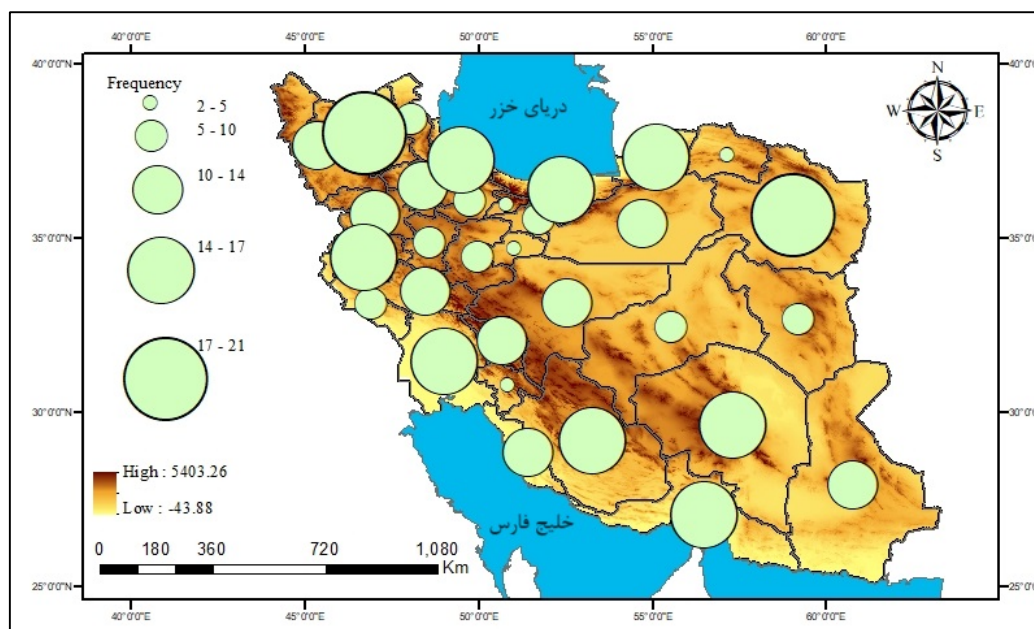 40°0'0"E 45°0'0"E 50°0'0"E 55°0'0"E 60°0'0"E
40°0'0"N 40°0'0"N
Frequency
2 - 5
5 - 10
10 - 14
14 - 17
17 - 21
دریای خزر
N
W E
S
35°0'0"N 35°0'0"N
30°0'0"N 30°0'0"N
High : 5403.26
Low : -43.88
خلیج فارس
0 180 360 720 1,080
Km
25°0'0"N 25°0'0"N
40°0'0"E 45°0'0"E 50°0'0"E 55°0'0"E 60°0'0"E